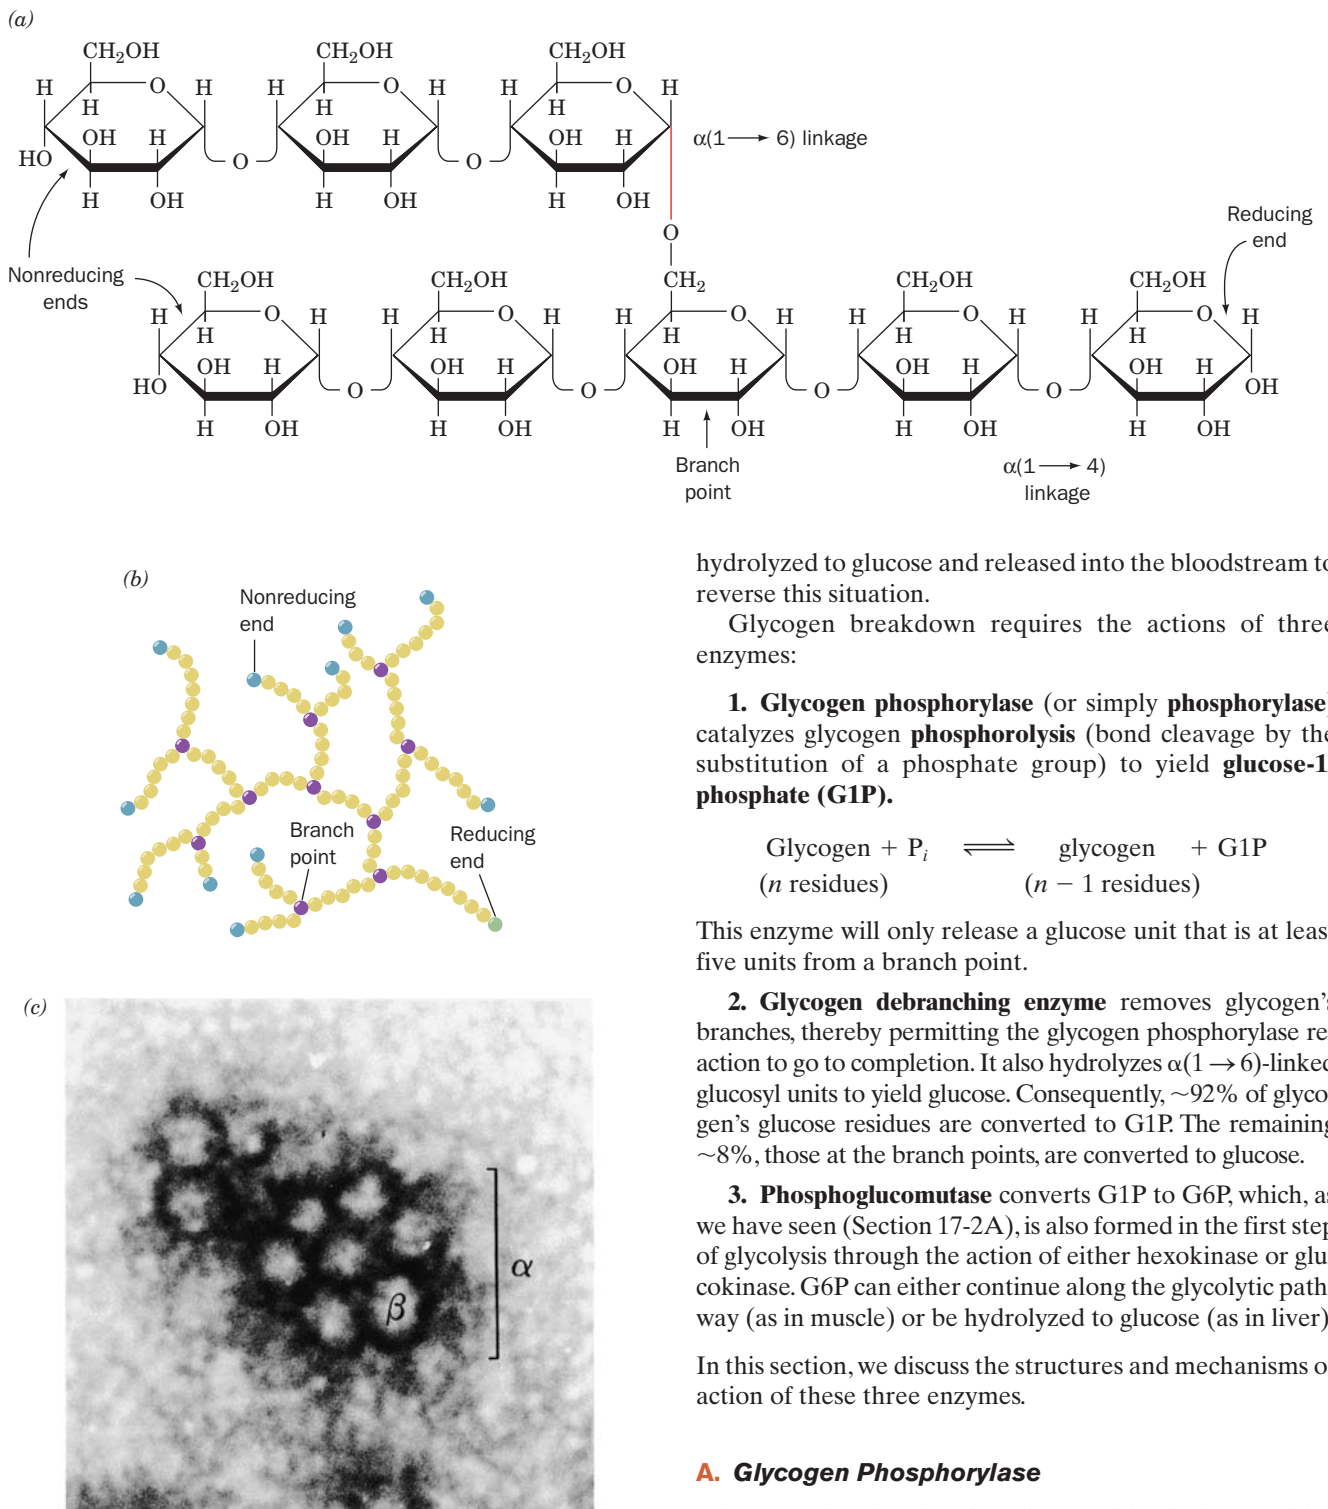 (a)
CH₂OH CH₂OH CH₂OH
H O H H O H H O H
H H H
OH H OH H OH H
α(1⟶6) linkage
HO O O
H OH H OH H OH
O
Reducing
end
Nonreducing
ends
CH₂OH CH₂OH CH₂ CH₂OH CH₂OH
H O H H O H H O H H O H H O H
H H H H H
OH H OH H OH H OH H OH H
HO O O O O OH
H OH H OH H OH H OH H OH
Branch
point
α(1⟶4)
linkage
(b)
Nonreducing
end
Branch
point
Reducing
end
(c)
α
β
hydrolyzed to glucose and released into the bloodstream to
reverse this situation.
Glycogen breakdown requires the actions of three
enzymes:
1. Glycogen phosphorylase (or simply phosphorylase)
catalyzes glycogen phosphorolysis (bond cleavage by the
substitution of a phosphate group) to yield glucose-1-
phosphate (G1P).
Glycogen + Pᵢ ⇌ glycogen + G1P
(n residues) (n − 1 residues)
This enzyme will only release a glucose unit that is at leas
five units from a branch point.
2. Glycogen debranching enzyme removes glycogen's
branches, thereby permitting the glycogen phosphorylase re
action to go to completion. It also hydrolyzes α(1 → 6)-linked
glucosyl units to yield glucose. Consequently, ~92% of glyco
gen's glucose residues are converted to G1P. The remaining
~8%, those at the branch points, are converted to glucose.
3. Phosphoglucomutase converts G1P to G6P, which, as
we have seen (Section 17-2A), is also formed in the first step
of glycolysis through the action of either hexokinase or glu
cokinase. G6P can either continue along the glycolytic path
way (as in muscle) or be hydrolyzed to glucose (as in liver)
In this section, we discuss the structures and mechanisms o
action of these three enzymes.
A. Glycogen Phosphorylase